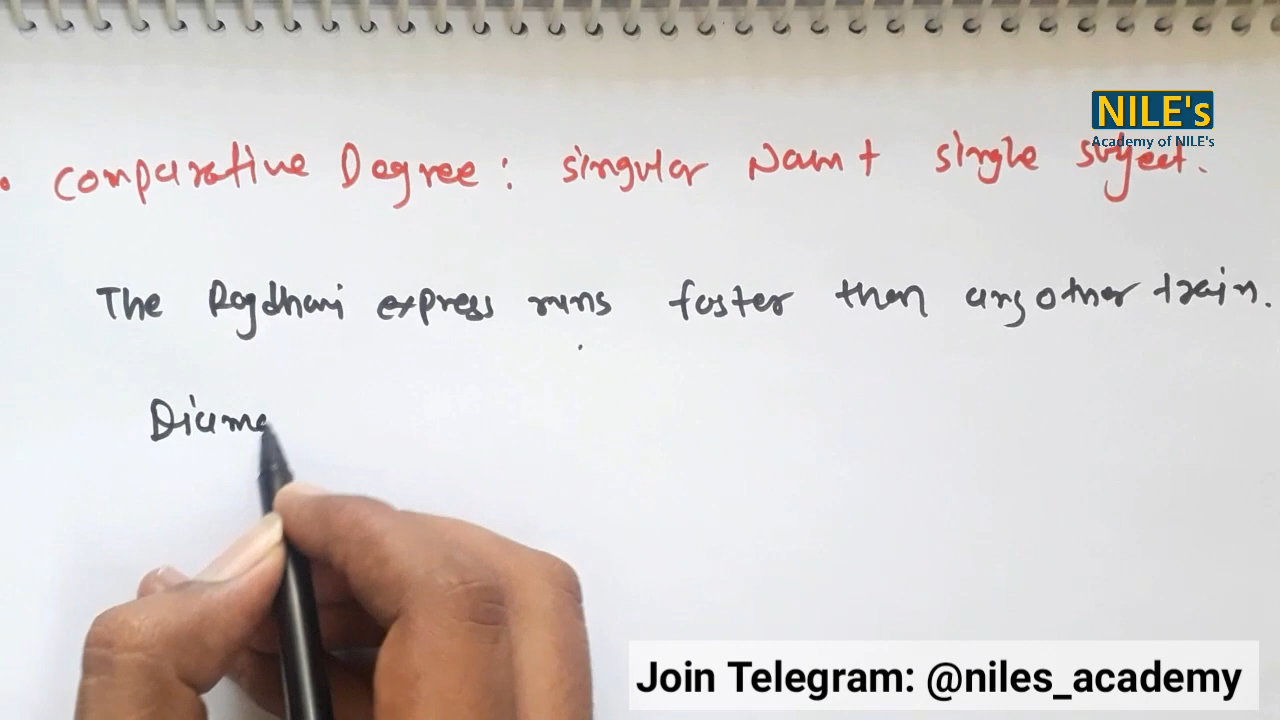 NILE's
Academy of NILE's
Comparative Degree: singular Noun + single subject.
The Rajdhani express runs faster than any other train.
Diamo
Join Telegram: @niles_academy